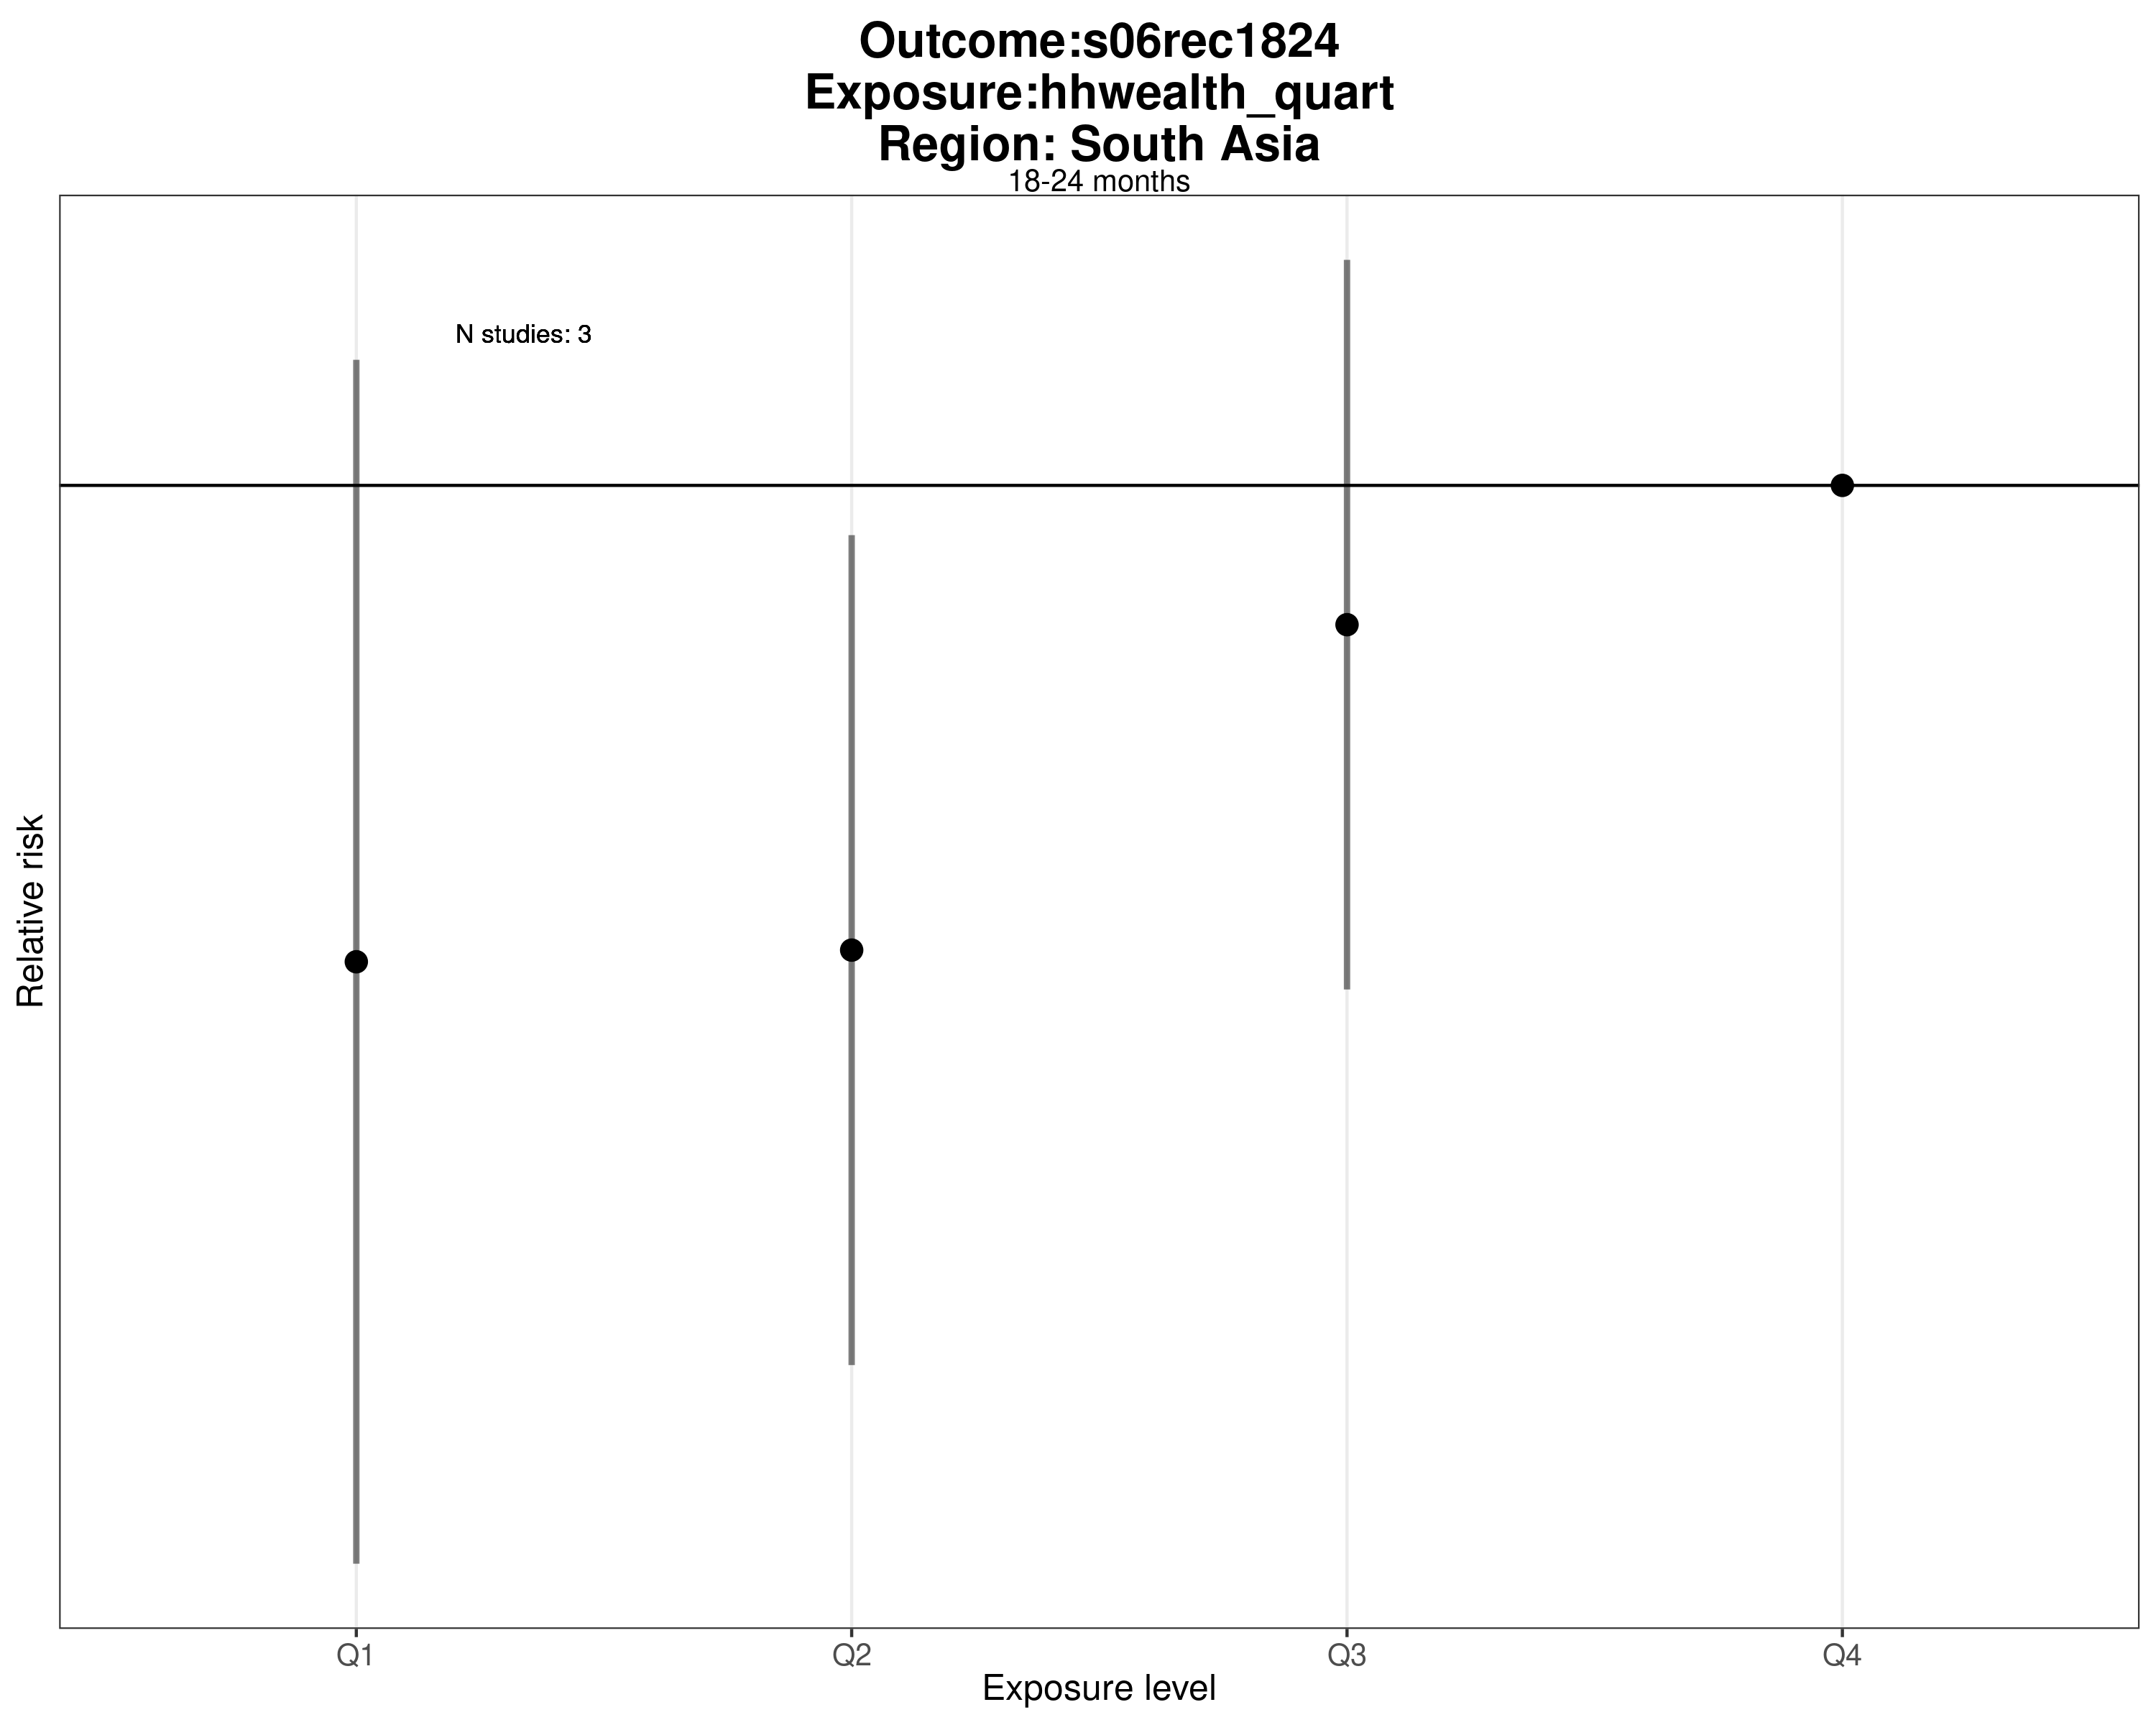 Outcome:s06rec1824
Exposure:hhwealth_quart
Region: South Asia
18-24 months
N studies: 3
Relative risk
Q1 Q2 Q3 Q4
Exposure level